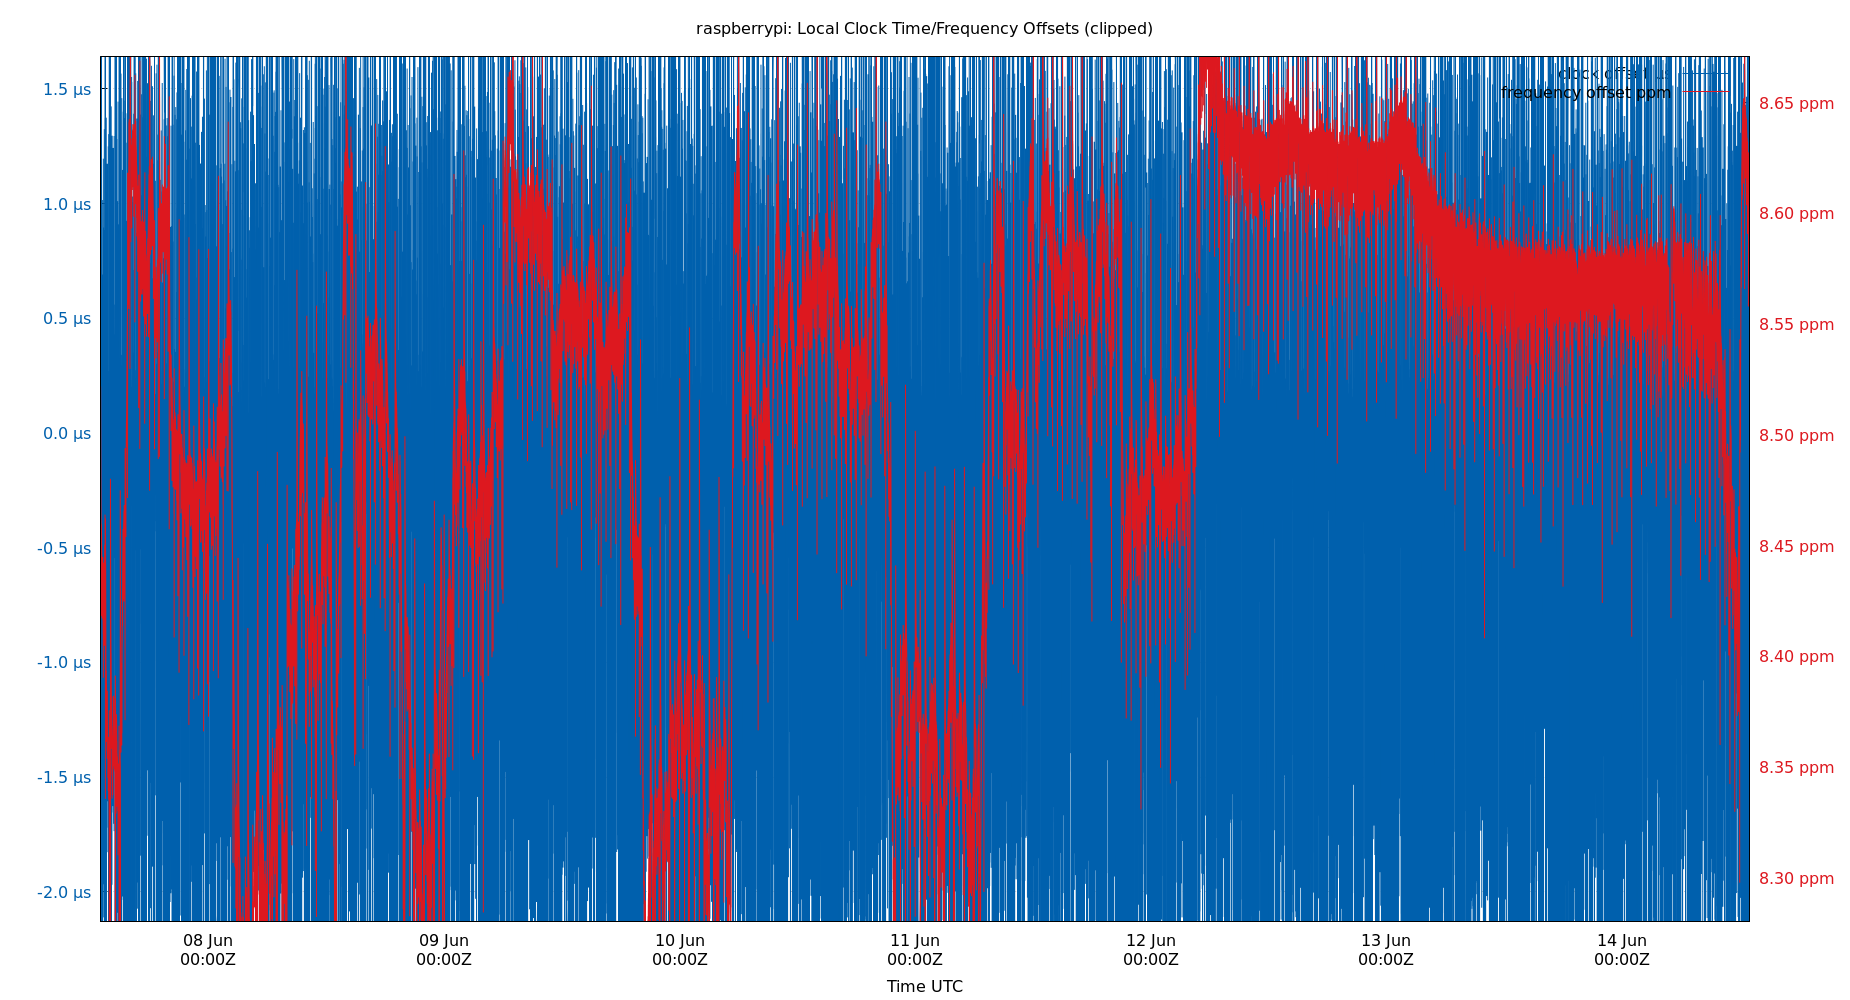 raspberrypi: Local Clock Time/Frequency Offsets (clipped)
clock offset μs
frequency offset ppm
1.5 μs
1.0 μs
0.5 μs
0.0 μs
-0.5 μs
-1.0 μs
-1.5 μs
-2.0 μs
8.65 ppm
8.60 ppm
8.55 ppm
8.50 ppm
8.45 ppm
8.40 ppm
8.35 ppm
8.30 ppm
08 Jun 09 Jun 10 Jun 11 Jun 12 Jun 13 Jun 14 Jun
00:00Z 00:00Z 00:00Z 00:00Z 00:00Z 00:00Z 00:00Z
Time UTC